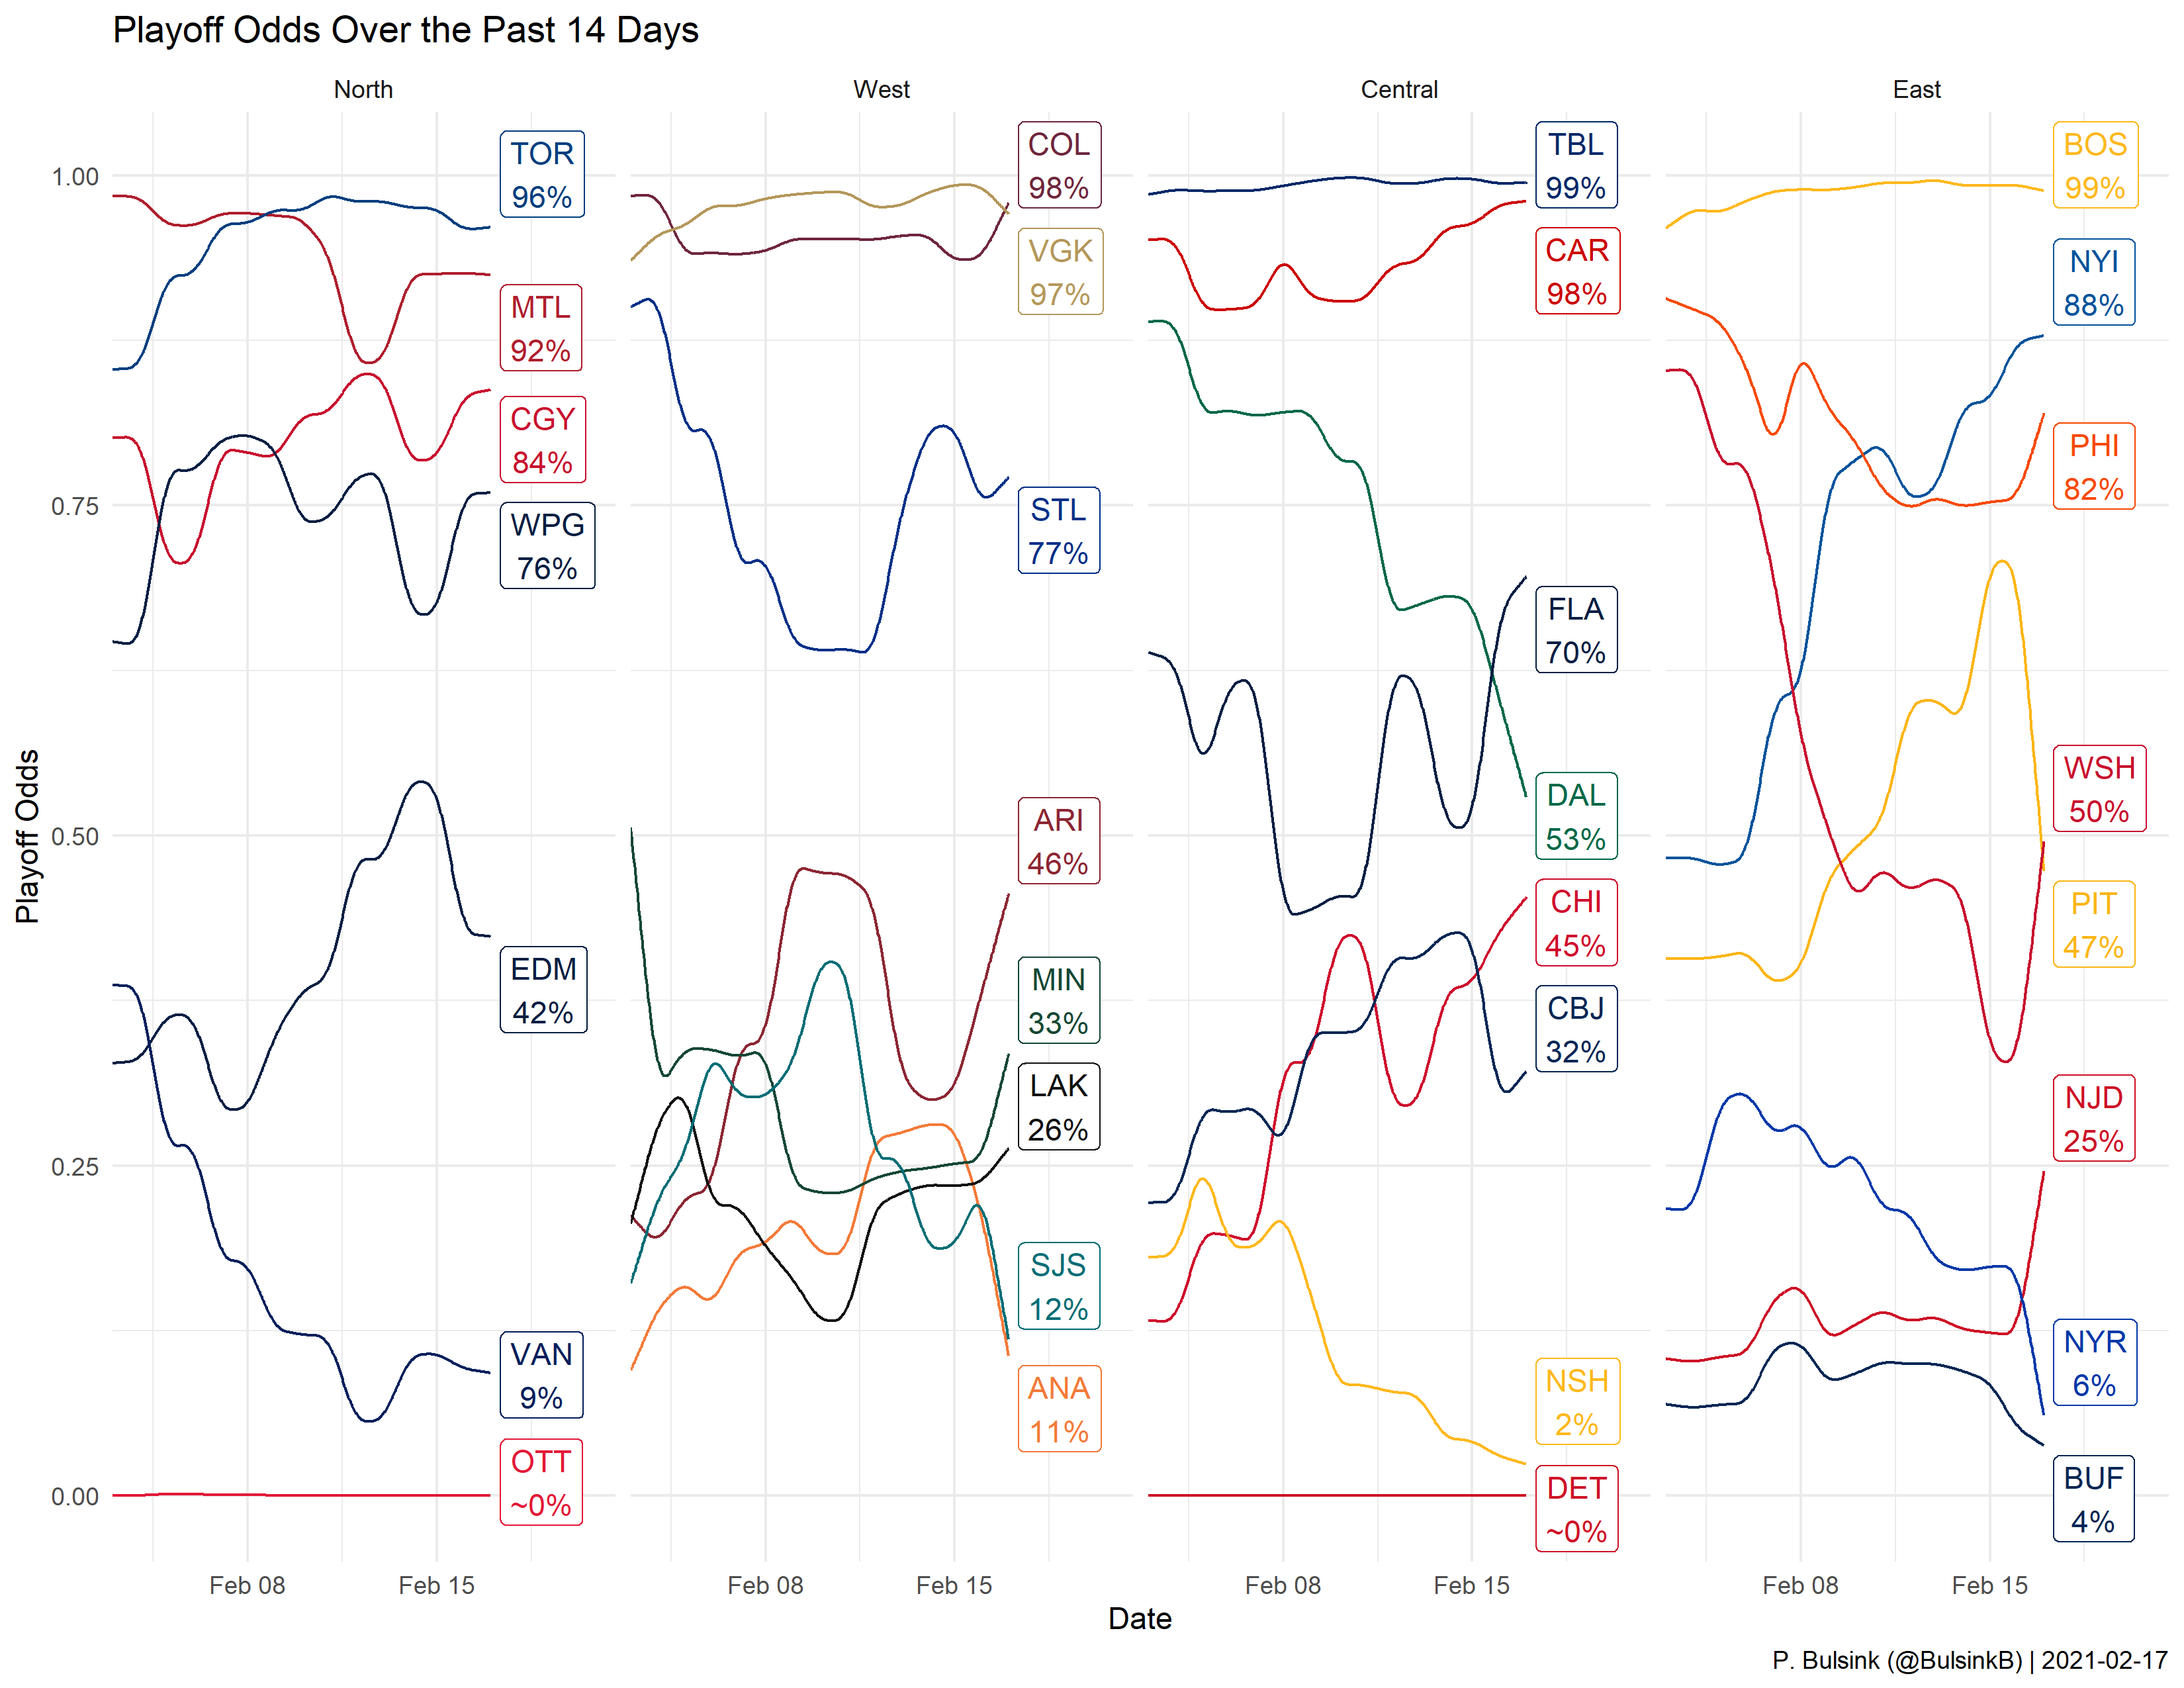 Playoff Odds Over the Past 14 Days
North
West
Central
East
Playoff Odds
1.00
0.75
0.50
0.25
0.00
TOR
96%
MTL
92%
CGY
84%
WPG
76%
EDM
42%
VAN
9%
OTT
~0%
COL
98%
VGK
97%
STL
77%
ARI
46%
MIN
33%
LAK
26%
SJS
12%
ANA
11%
TBL
99%
CAR
98%
FLA
70%
DAL
53%
CHI
45%
CBJ
32%
NSH
2%
DET
~0%
BOS
99%
NYI
88%
PHI
82%
WSH
50%
PIT
47%
NJD
25%
NYR
6%
BUF
4%
Feb 08
Feb 15
Feb 08
Feb 15
Feb 08
Feb 15
Feb 08
Feb 15
Date
P. Bulsink (@BulsinkB) | 2021-02-17